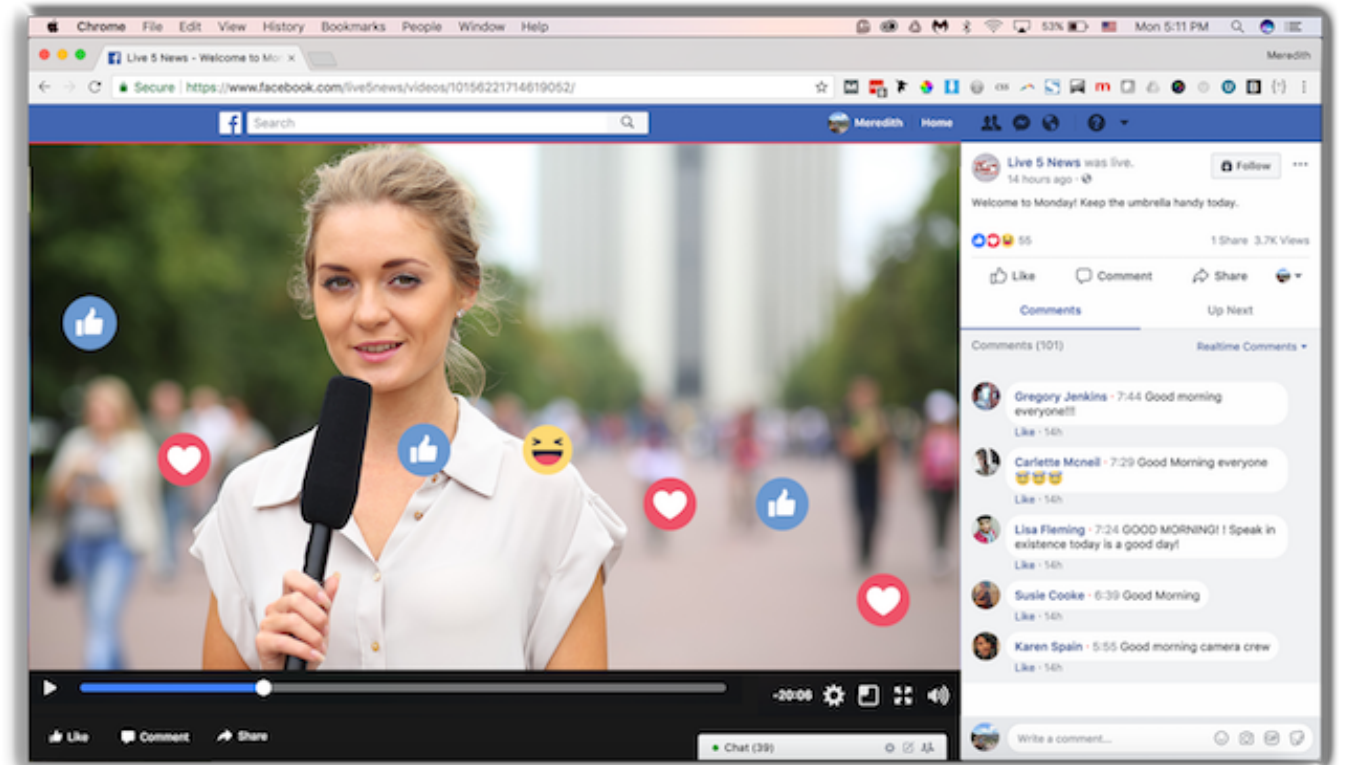 Chrome File Edit View History Bookmarks People Window Help
53% Mon 5:11 PM
Live 5 News - Welcome to Mon
Meredith
Secure https://www.facebook.com/live5news/videos/10156221714619052/
Search
Meredith Home
Live 5 News was live.
14 hours ago
Follow
Welcome to Monday! Keep the umbrella handy today.
55
1 Share 3.7K Views
Like Comment Share
Comments Up Next
Comments (101) Realtime Comments
Gregory Jenkins · 7:44 Good morning
everyone!!!
Like · 14h
Carlette Mcneil · 7:29 Good Morning everyone
Like · 14h
Lisa Fleming · 7:24 GOOD MORNING! ! Speak in
existence today is a good day!
Like · 14h
Susie Cooke · 6:39 Good Morning
Like · 14h
Karen Spain · 5:55 Good morning camera crew
Like · 14h
-20:06
Like Comment Share
Chat (39)
Write a comment...